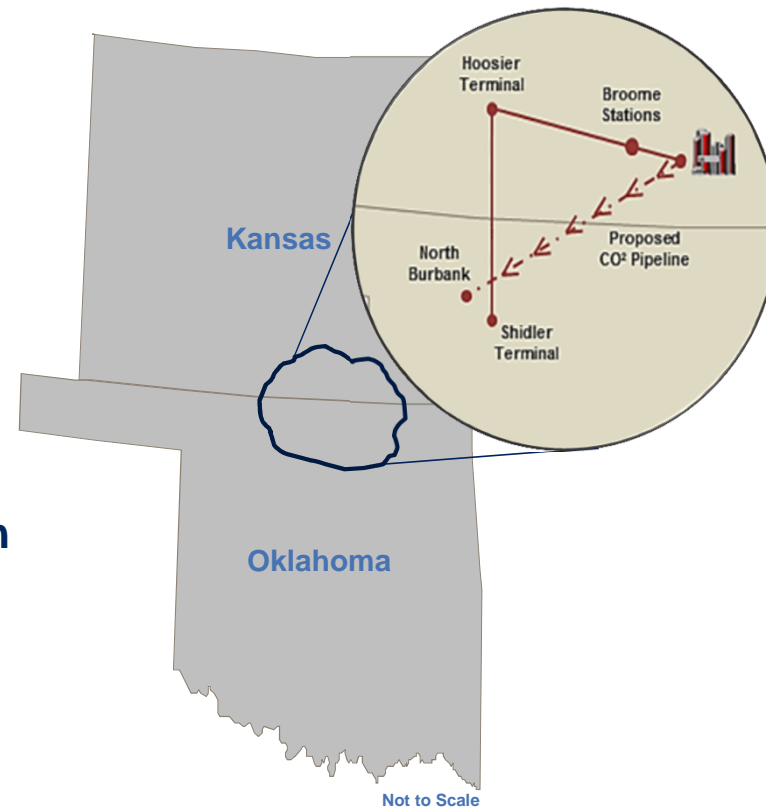 Hoosier
Terminal
Broome
Stations
Kansas
North
Burbank
Proposed
CO² Pipeline
Shidler
Terminal
n
Oklahoma
Not to Scale